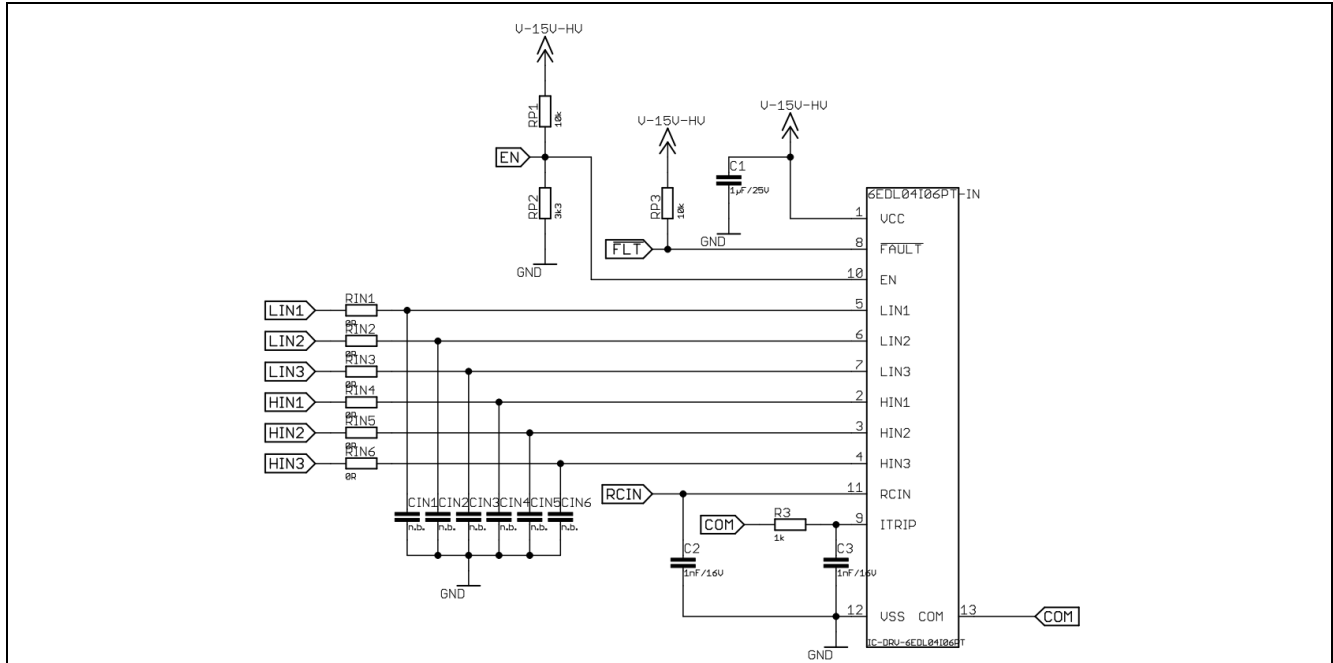 V-15V-HV
RP1
10k
EN
RP2
3k3
GND
V-15V-HV
RP3
10k
FLT
V-15V-HV
C1
1µF/25V
GND
6EDL04I06PT-IN
1 VCC
8 FAULT
10 EN
LIN1 RIN1 0R 5 LIN1
LIN2 RIN2 0R 6 LIN2
LIN3 RIN3 0R 7 LIN3
HIN1 RIN4 0R 2 HIN1
HIN2 RIN5 0R 3 HIN2
HIN3 RIN6 0R 4 HIN3
CIN1 CIN2 CIN3 CIN4 CIN5 CIN6
n.b. n.b. n.b. n.b. n.b. n.b.
GND
RCIN 11 RCIN
COM R3 1k 9 ITRIP
C2
1nF/16V
C3
1nF/16V
12 VSS COM 13 COM
GND
IC-DRV-6EDL04I06PT